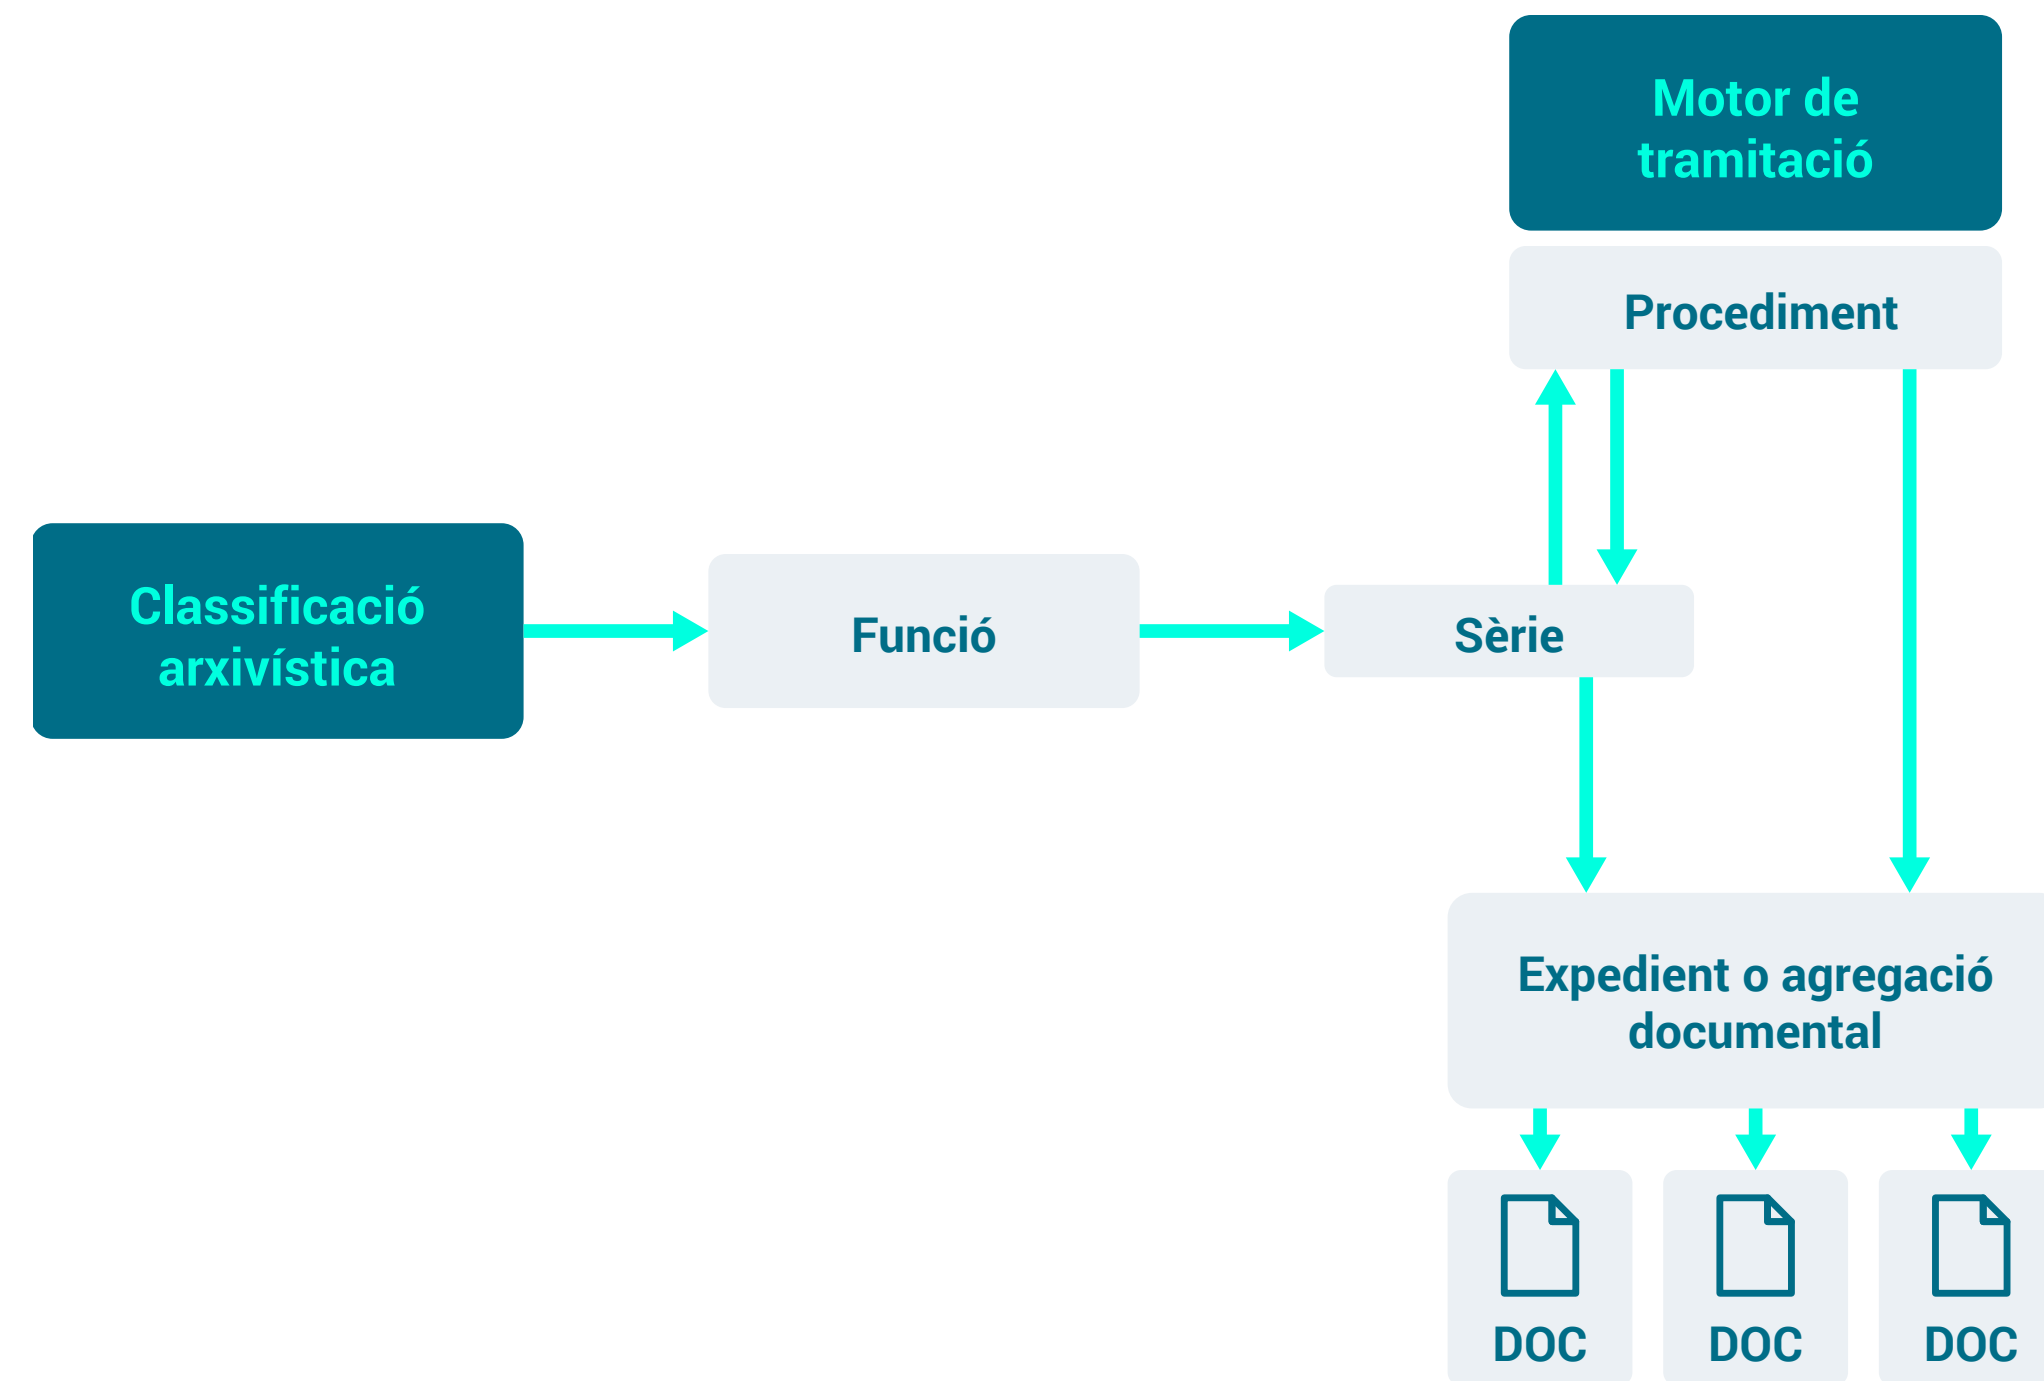 Motor de
tramitació
Procediment
Classificació
arxivística
Funció
Sèrie
Expedient o agregació
documental
DOC
DOC
DOC